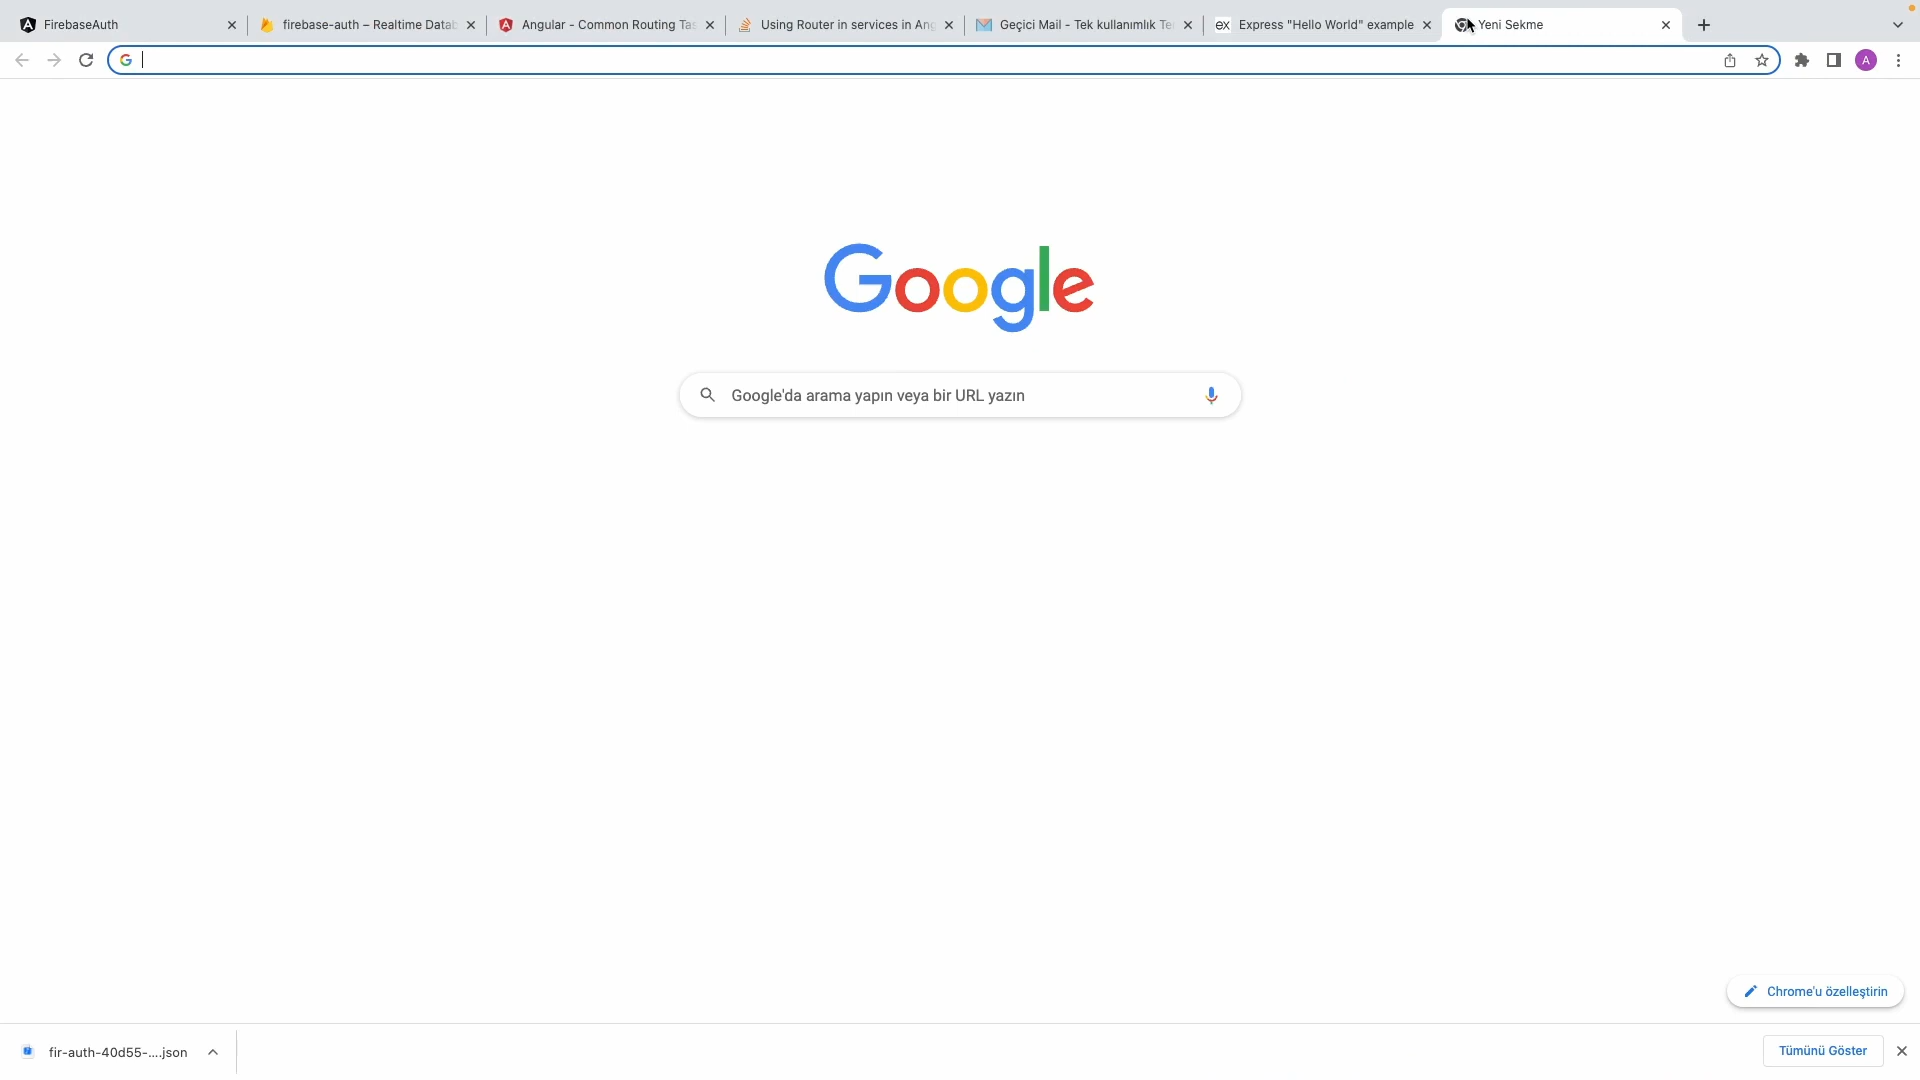 FirebaseAuth
firebase-auth – Realtime Datab
Angular - Common Routing Tas
Using Router in services in Ang
Geçici Mail - Tek kullanımlık Te
ex Express "Hello World" example
Yeni Sekme
G
A
Google
Google'da arama yapın veya bir URL yazın
Chrome'u özelleştirin
fir-auth-40d55-....json
Tümünü Göster